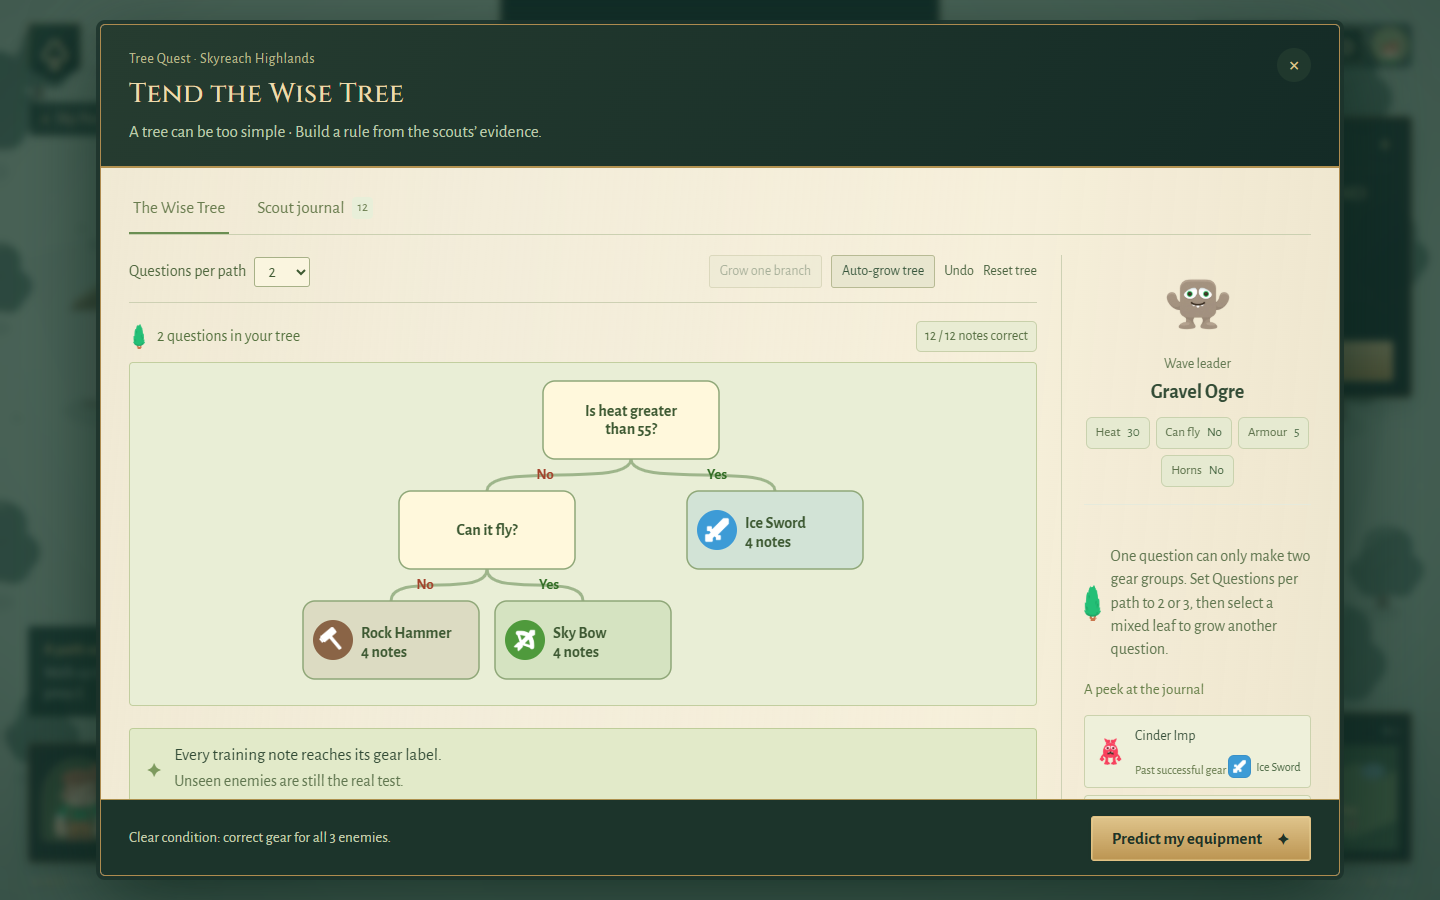 Tree Quest · Skyreach Highlands
Tend the Wise Tree
A tree can be too simple · Build a rule from the scouts' evidence.
×
The Wise Tree
Scout journal 12
Questions per path 2
Grow one branch
Auto-grow tree
Undo
Reset tree
2 questions in your tree
12 / 12 notes correct
Is heat greater
than 55?
No
Yes
Can it fly?
Ice Sword
4 notes
No
Yes
Rock Hammer
4 notes
Sky Bow
4 notes
Every training note reaches its gear label.
Unseen enemies are still the real test.
Wave leader
Gravel Ogre
Heat 30
Can fly No
Armour 5
Horns No
One question can only make two
gear groups. Set Questions per
path to 2 or 3, then select a
mixed leaf to grow another
question.
A peek at the journal
Cinder Imp
Past successful gear
Ice Sword
Clear condition: correct gear for all 3 enemies.
Predict my equipment